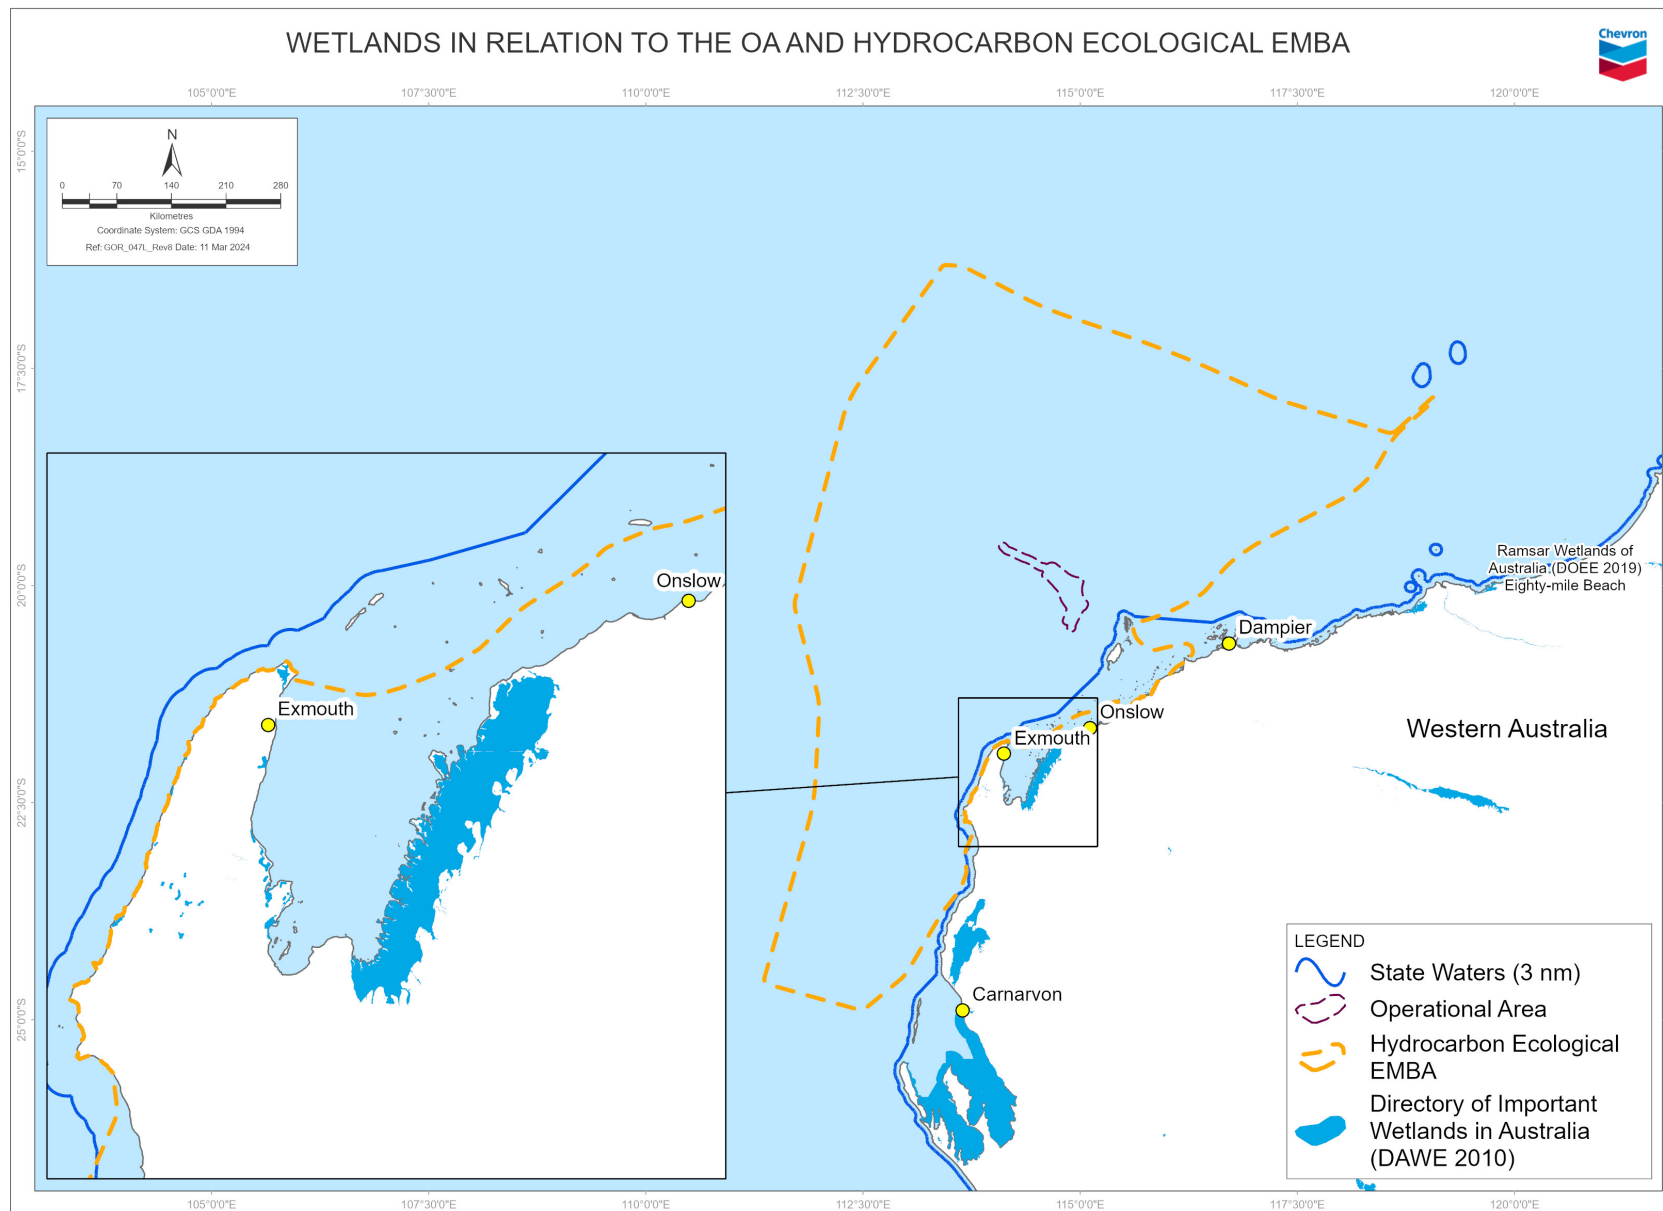 WETLANDS IN RELATION TO THE OA AND HYDROCARBON ECOLOGICAL EMBA
Chevron
105°0'0"E 107°30'0"E 110°0'0"E 112°30'0"E 115°0'0"E 117°30'0"E 120°0'0"E
N
0 70 140 210 280
Kilometres
Coordinate System: GCS GDA 1994
Ref: GOR_047L_Rev8 Date: 11 Mar 2024
15°0'0"S
17°30'0"S
20°0'0"S
22°30'0"S
25°0'0"S
Onslow
Exmouth
Ramsar Wetlands of
Australia (DOEE 2019)
Eighty-mile Beach
Dampier
Onslow
Exmouth
Western Australia
Carnarvon
LEGEND
State Waters (3 nm)
Operational Area
Hydrocarbon Ecological
EMBA
Directory of Important
Wetlands in Australia
(DAWE 2010)
105°0'0"E 107°30'0"E 110°0'0"E 112°30'0"E 115°0'0"E 117°30'0"E 120°0'0"E